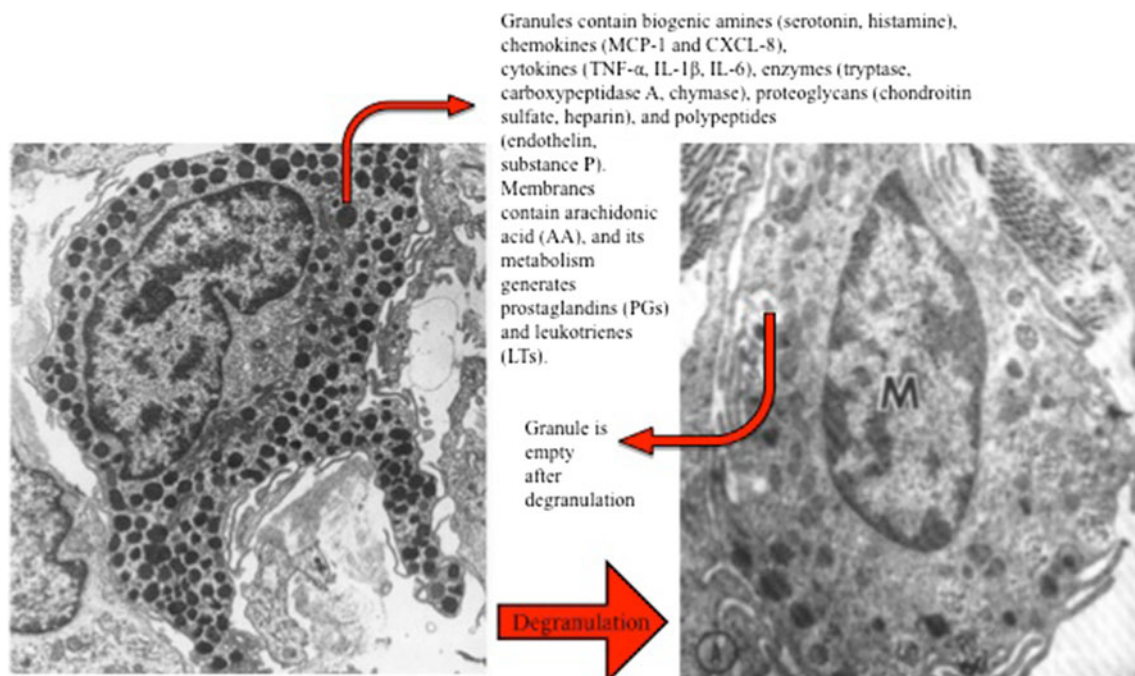 Granules contain biogenic amines (serotonin, histamine),
chemokines (MCP-1 and CXCL-8),
cytokines (TNF-α, IL-1β, IL-6), enzymes (tryptase,
carboxypeptidase A, chymase), proteoglycans (chondroitin
sulfate, heparin), and polypeptides
(endothelin,
substance P).
Membranes
contain arachidonic
acid (AA), and its
metabolism
generates
prostaglandins (PGs)
and leukotrienes
(LTs).
M
Granule is
empty
after
degranulation
Degranulation
A